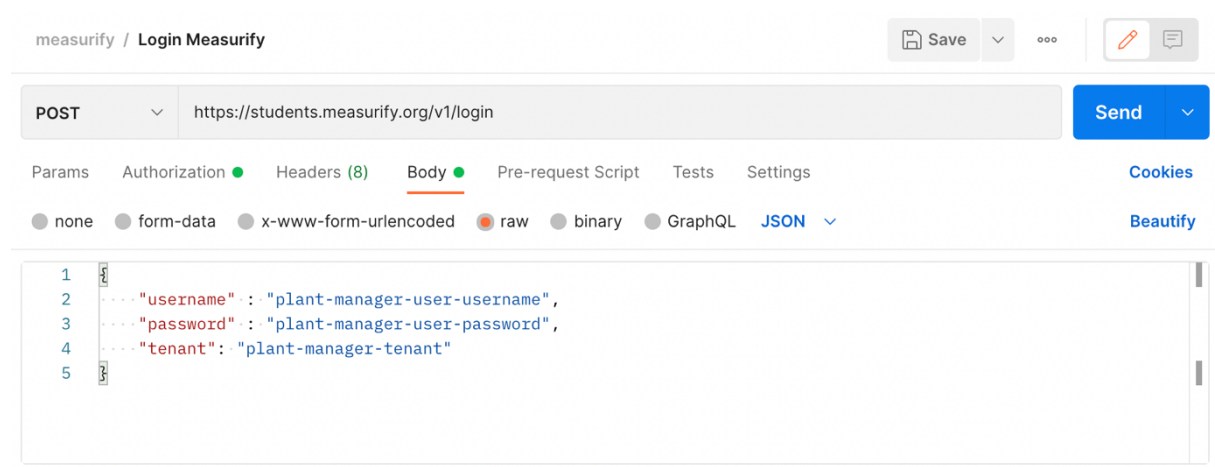 measurify / Login Measurify
Save
POST
https://students.measurify.org/v1/login
Send
Params Authorization Headers (8) Body Pre-request Script Tests Settings Cookies
none form-data x-www-form-urlencoded raw binary GraphQL JSON Beautify
1 {
2 "username" : "plant-manager-user-username",
3 "password" : "plant-manager-user-password",
4 "tenant": "plant-manager-tenant"
5 }